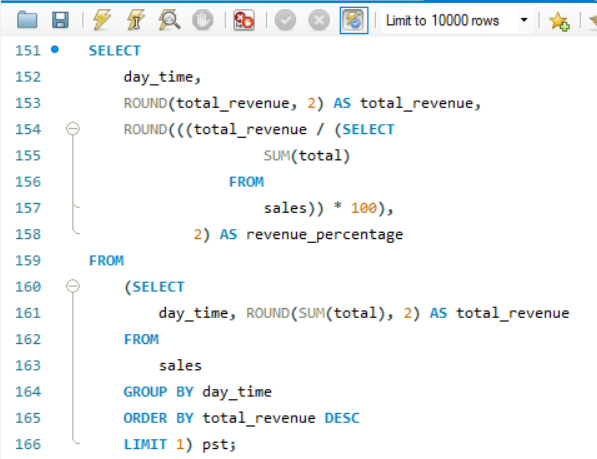 Limit to 10000 rows
151 SELECT
152 day_time,
153 ROUND(total_revenue, 2) AS total_revenue,
154 ROUND(((total_revenue / (SELECT
155 SUM(total)
156 FROM
157 sales)) * 100),
158 2) AS revenue_percentage
159 FROM
160 (SELECT
161 day_time, ROUND(SUM(total), 2) AS total_revenue
162 FROM
163 sales
164 GROUP BY day_time
165 ORDER BY total_revenue DESC
166 LIMIT 1) pst;